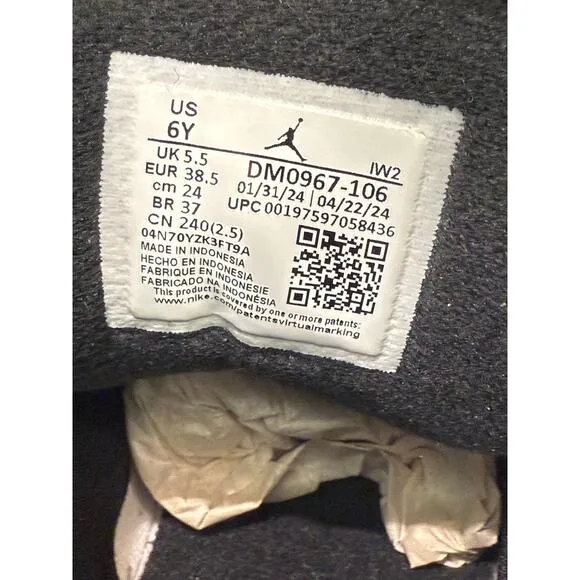 US
6Y
UK 5.5
EUR 38.5
cm 24
BR 37
CN 240(2.5)
04N70YZK3FT9A
IW2
DM0967-106
01/31/24 | 04/22/24
UPC 00197597058436
MADE IN INDONESIA
HECHO EN INDONESIA
FABRIQUE EN INDONESIE
FABRICADO NA INDONÉSIA
This product is covered by one or more patents:
www.nike.com/patentsvirtualmarking